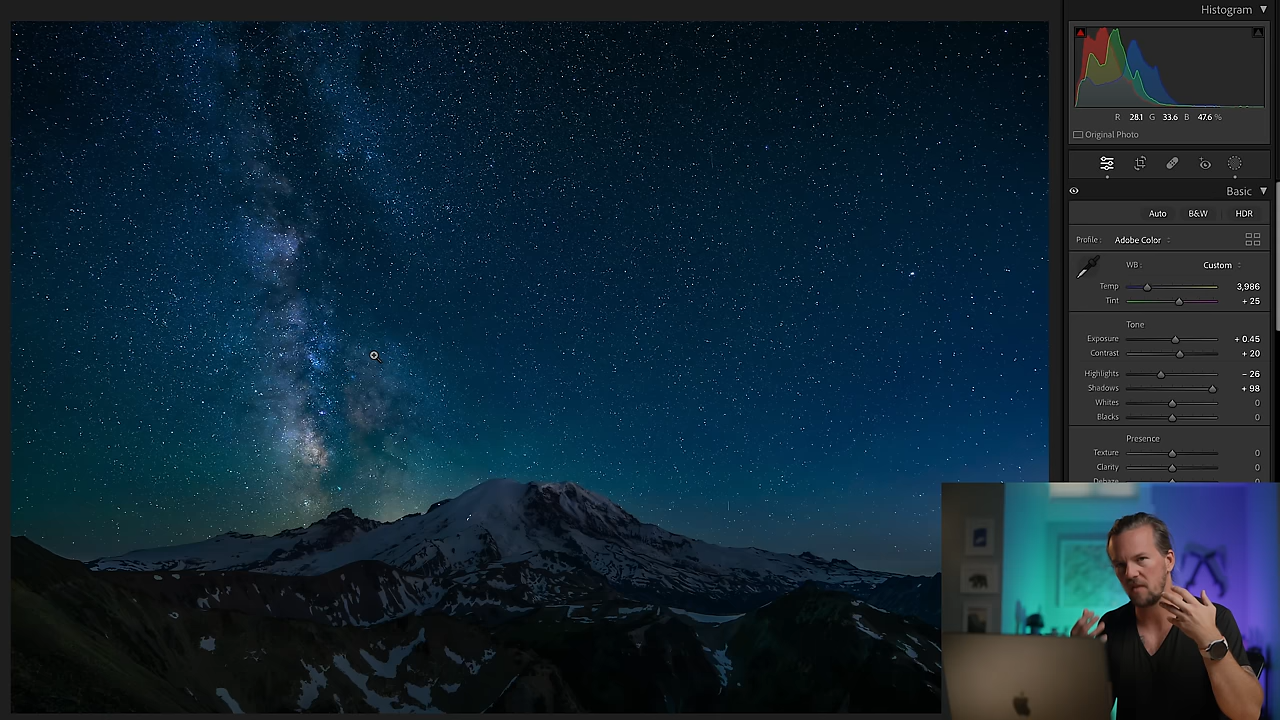 Histogram
R 28.1 G 33.6 B 47.6 %
Original Photo
Basic
Auto B&W HDR
Profile : Adobe Color
WB : Custom
Temp 3,986
Tint + 25
Tone
Exposure + 0.45
Contrast + 20
Highlights − 26
Shadows + 98
Whites 0
Blacks 0
Presence
Texture 0
Clarity 0
Dehaze